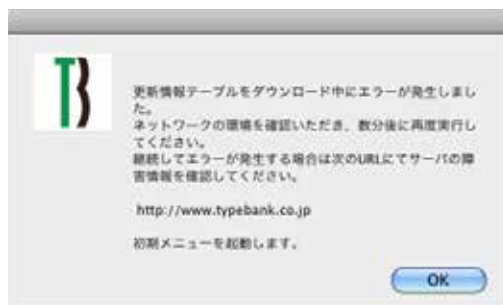 更新情報テーブルをダウンロード中にエラーが発生しまし
た。
ネットワークの環境を確認いただき、数分後に再度実行し
てください。
継続してエラーが発生する場合は次のURLにてサーバの障
害情報を確認してください。
http://www.typebank.co.jp
初期メニューを起動します。
OK